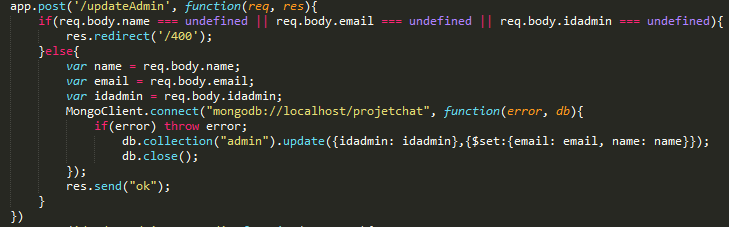 app.post('/updateAdmin', function(req, res){
    if(req.body.name === undefined || req.body.email === undefined || req.body.idadmin === undefined){
        res.redirect('/400');
    }else{
        var name = req.body.name;
        var email = req.body.email;
        var idadmin = req.body.idadmin;
        MongoClient.connect("mongodb://localhost/projetchat", function(error, db){
            if(error) throw error;
                db.collection("admin").update({idadmin: idadmin},{$set:{email: email, name: name}});
                db.close();
        });
        res.send("ok");
    }
})